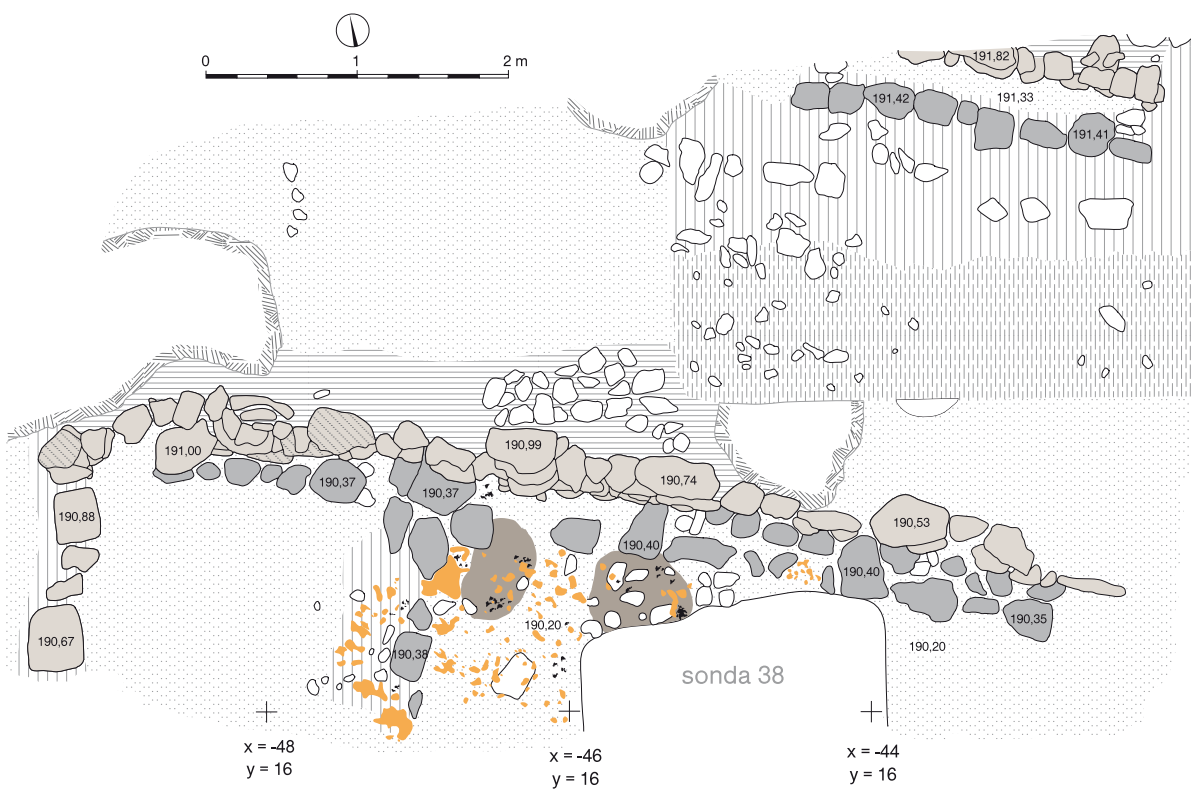 0 1 2 m
191,82
191,33
191,42
191,41
190,99
191,00
190,37
190,37
190,74
190,88
190,53
190,40
190,40
190,20
190,35
190,67
190,38
190,20
sonda 38
x = -48
y = 16
x = -46
y = 16
x = -44
y = 16